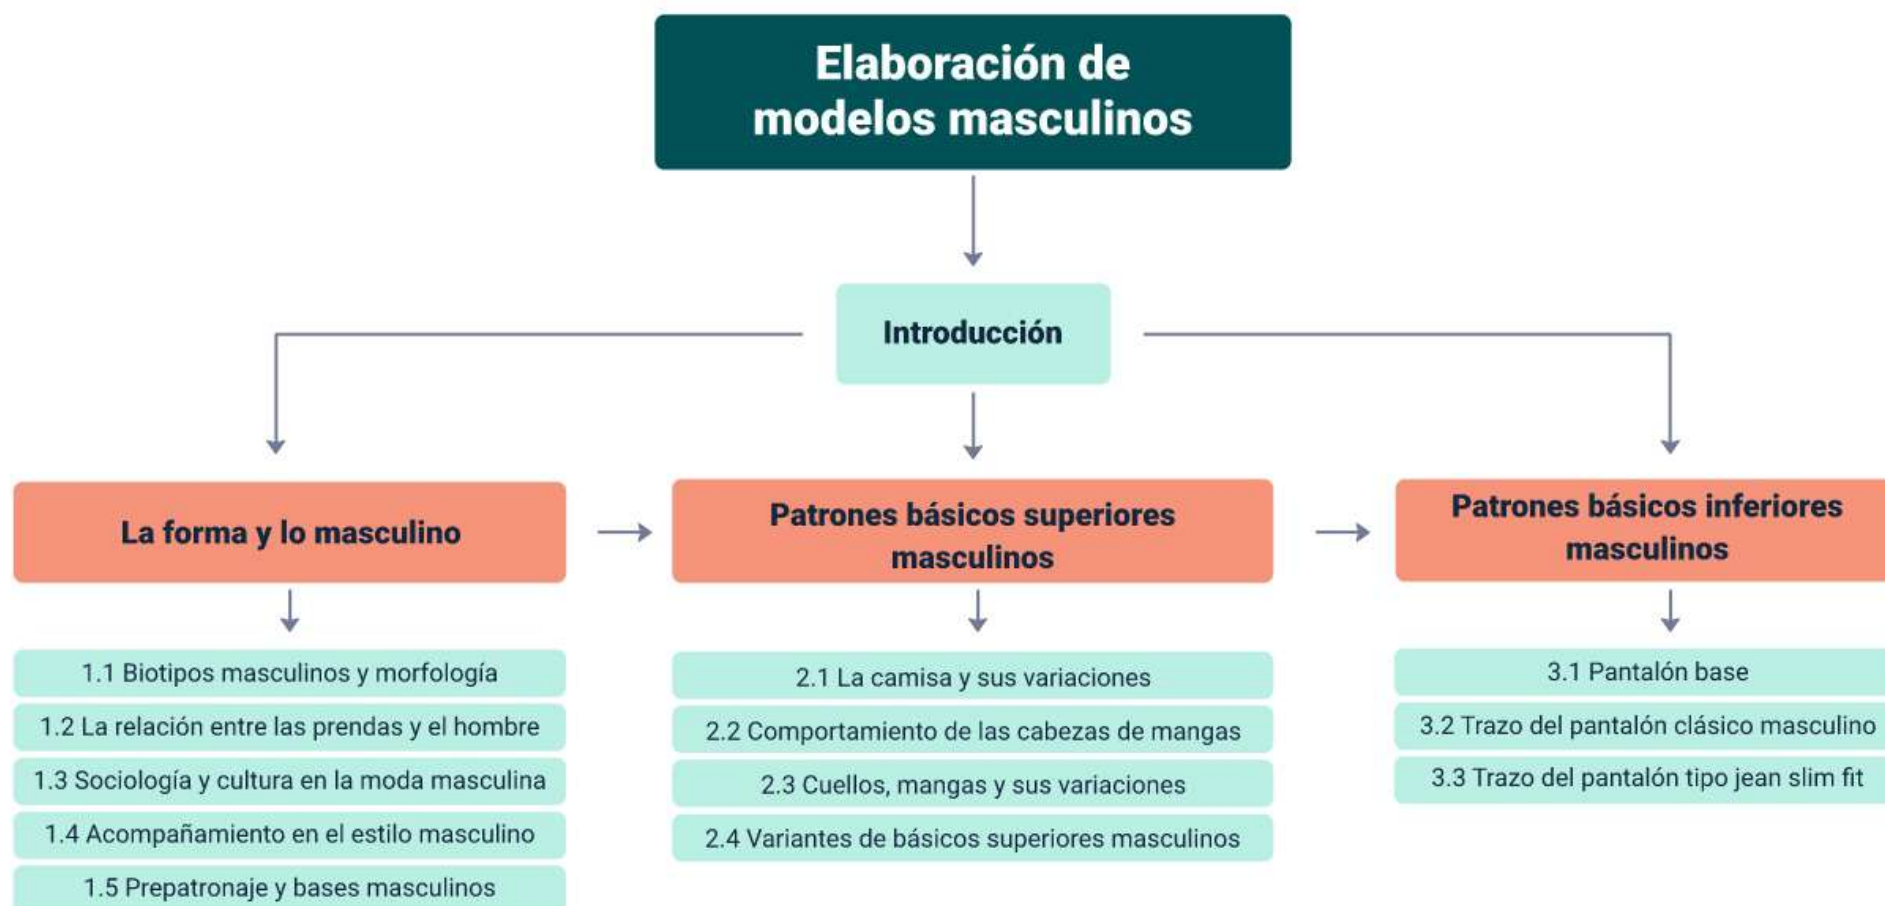 Elaboración de
modelos masculinos
Introducción
La forma y lo masculino
1.1 Biotipos masculinos y morfología
1.2 La relación entre las prendas y el hombre
1.3 Sociología y cultura en la moda masculina
1.4 Acompañamiento en el estilo masculino
1.5 Prepatronaje y bases masculinos
Patrones básicos superiores
masculinos
2.1 La camisa y sus variaciones
2.2 Comportamiento de las cabezas de mangas
2.3 Cuellos, mangas y sus variaciones
2.4 Variantes de básicos superiores masculinos
Patrones básicos inferiores
masculinos
3.1 Pantalón base
3.2 Trazo del pantalón clásico masculino
3.3 Trazo del pantalón tipo jean slim fit